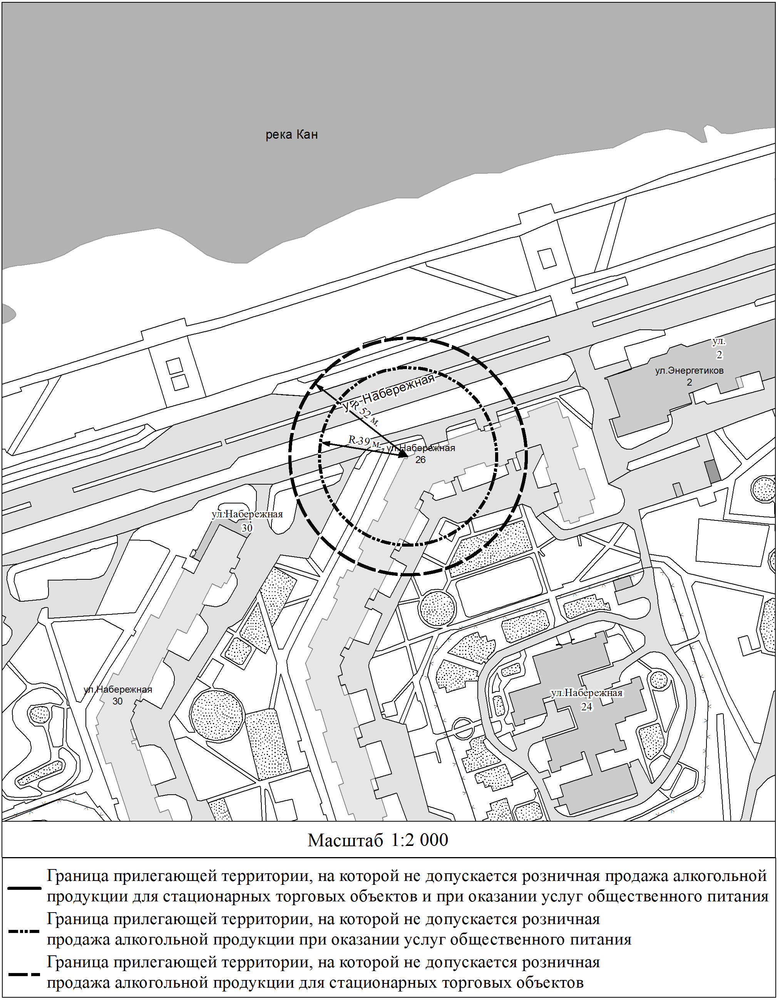 река Кан
ул.
2
ул.Энергетиков
2
ул. Набережная
R 52 м.
R 39 м.
ул.Набережная
26
ул.Набережная
30
ул.Набережная
30
ул.Набережная
24
Масштаб 1:2 000
Граница прилегающей территории, на которой не допускается розничная продажа алкогольной
продукции для стационарных торговых объектов и при оказании услуг общественного питания
Граница прилегающей территории, на которой не допускается розничная
продажа алкогольной продукции при оказании услуг общественного питания
Граница прилегающей территории, на которой не допускается розничная
продажа алкогольной продукции для стационарных торговых объектов